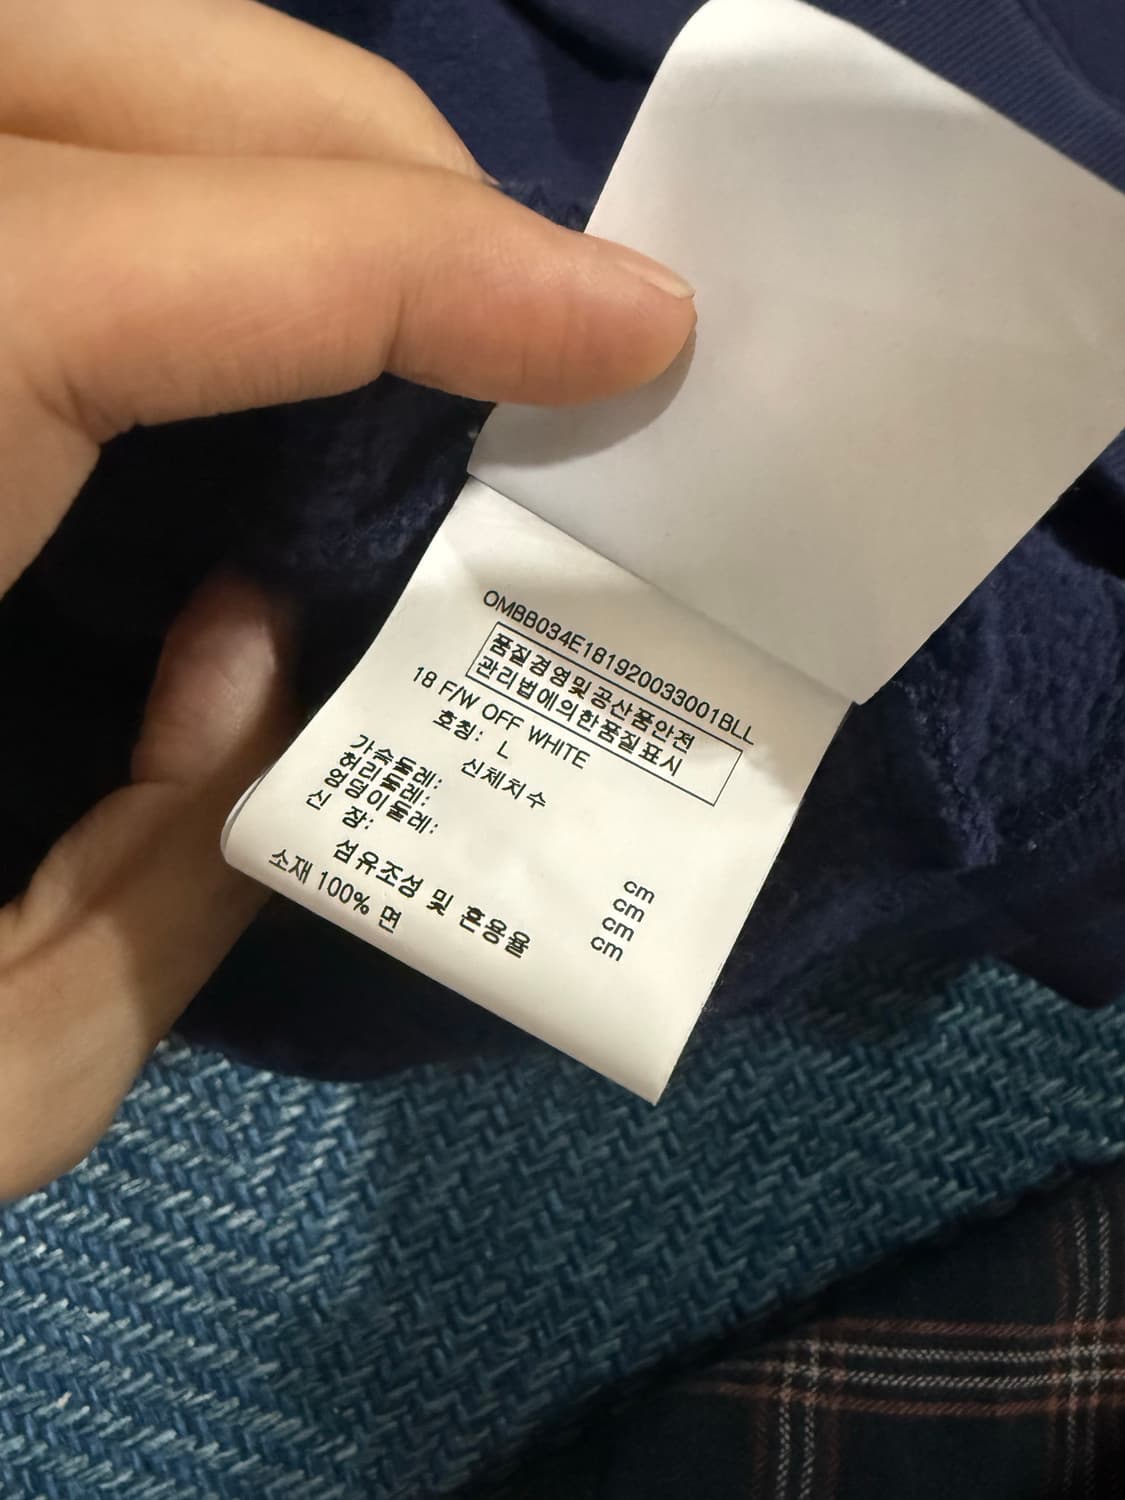 OMBB034E181920033001BLL
품질경영및공산품안전
관리법에의한품질표시
18 F/W OFF WHITE
호칭: L
신체치수
가슴둘레: cm
허리둘레: cm
엉덩이둘레: cm
신 장: cm
섬유조성 및 혼용율
소재 100% 면